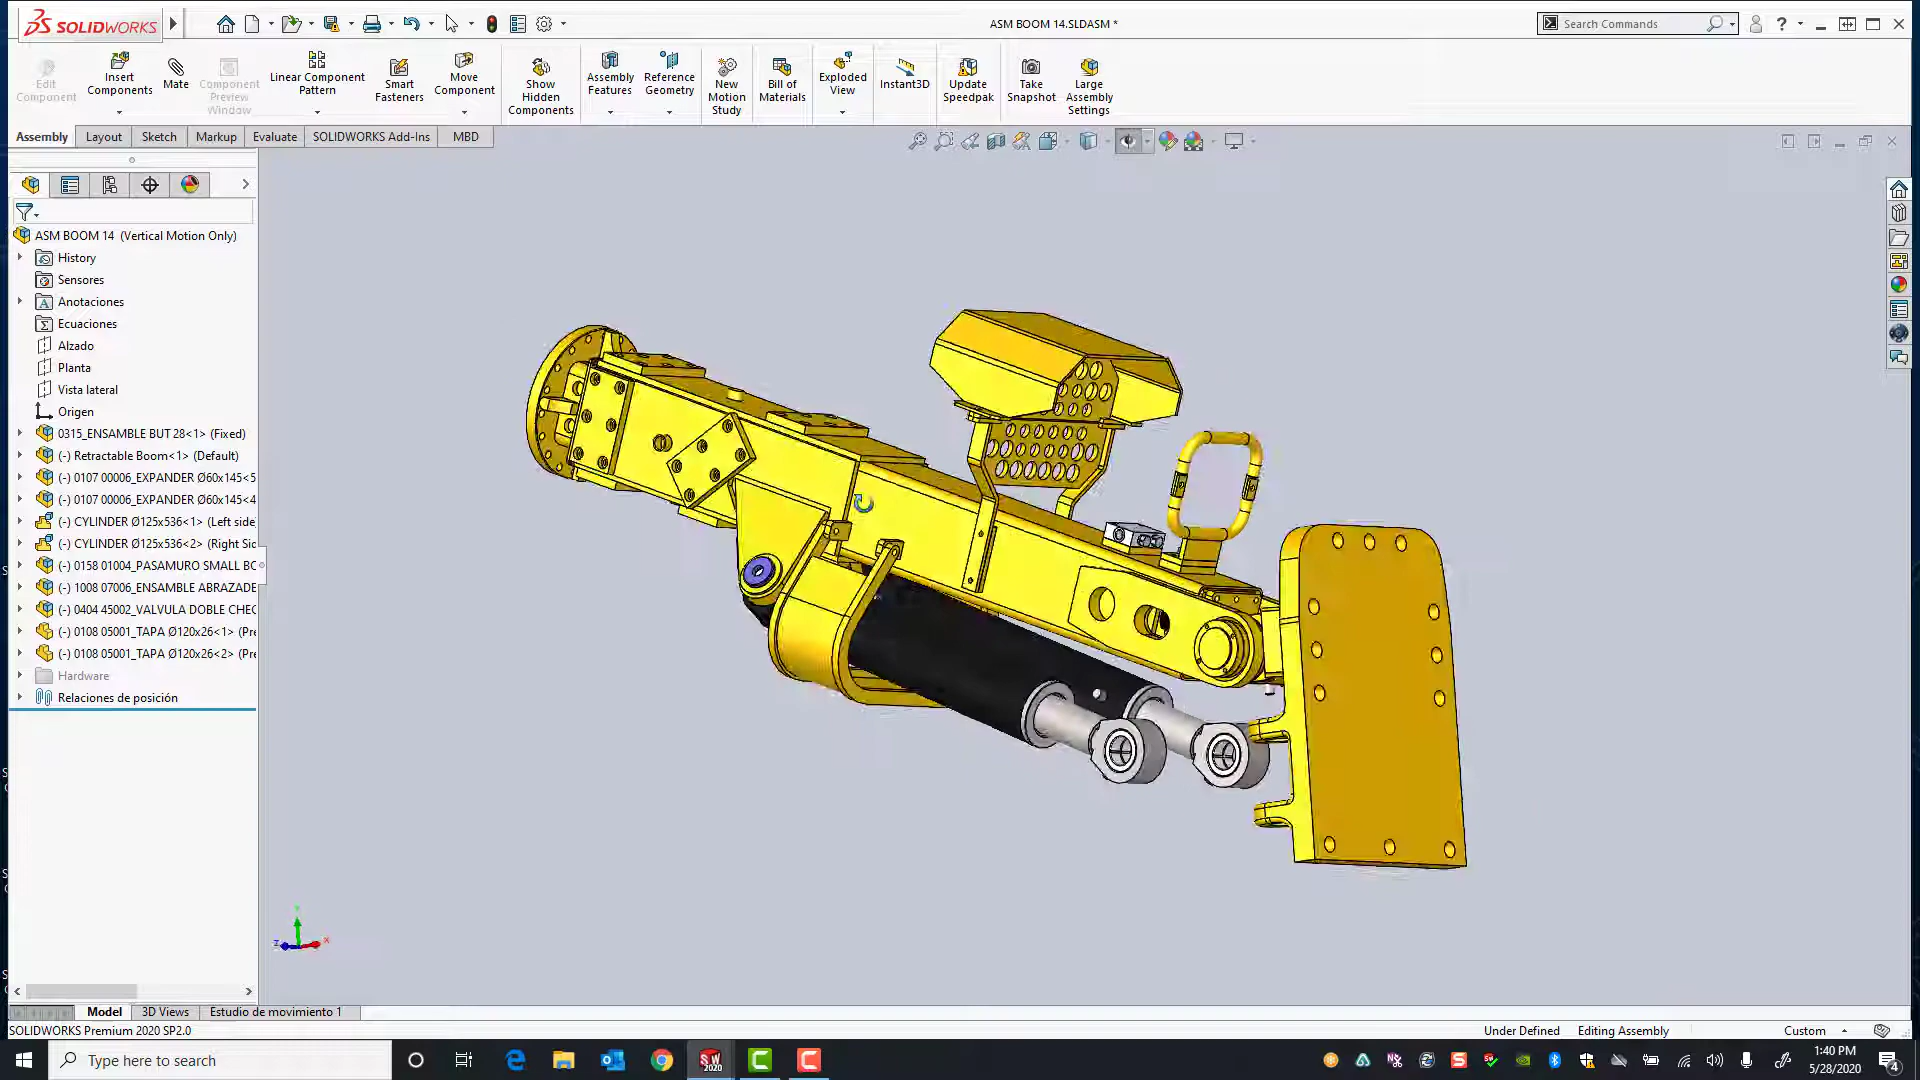 SOLIDWORKS
ASM BOOM 14.SLDASM *
Search Commands
Edit Component
Insert Components
Mate
Component Preview Window
Linear Component Pattern
Smart Fasteners
Move Component
Show Hidden Components
Assembly Features
Reference Geometry
New Motion Study
Bill of Materials
Exploded View
Instant3D
Update Speedpak
Take Snapshot
Large Assembly Settings
Assembly
Layout
Sketch
Markup
Evaluate
SOLIDWORKS Add-Ins
MBD
ASM BOOM 14 (Vertical Motion Only)
History
Sensores
Anotaciones
Ecuaciones
Alzado
Planta
Vista lateral
Origen
0315_ENSAMBLE BUT 28<1> (Fixed)
(-) Retractable Boom<1> (Default)
(-) 0107 00006_EXPANDER Ø60x145<5
(-) 0107 00006_EXPANDER Ø60x145<4
(-) CYLINDER Ø125x536<1> (Left side
(-) CYLINDER Ø125x536<2> (Right Sic
(-) 0158 01004_PASAMURO SMALL BC
(-) 1008 07006_ENSAMBLE ABRAZADE
(-) 0404 45002_VALVULA DOBLE CHEC
(-) 0108 05001_TAPA Ø120x26<1> (Pre
(-) 0108 05001_TAPA Ø120x26<2> (Pre
Hardware
Relaciones de posición
Y
Z
X
Model
3D Views
Estudio de movimiento 1
SOLIDWORKS Premium 2020 SP2.0
Under Defined
Editing Assembly
Custom
Type here to search
SW 2020
1:40 PM
5/28/2020
4